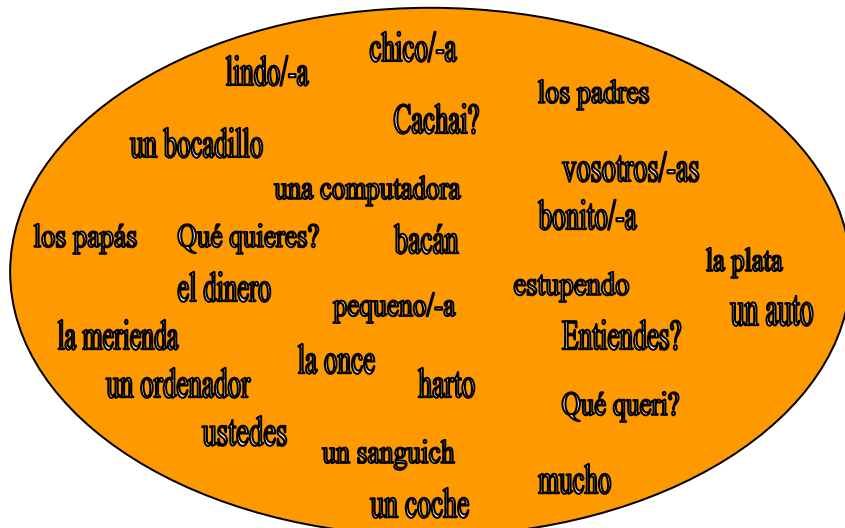 chico/-a
lindo/-a
los padres
Cachai?
un bocadillo
vosotros/-as
una computadora
bonito/-a
los papás
Qué quieres?
bacán
la plata
el dinero
estupendo
pequeno/-a
un auto
la merienda
Entiendes?
la once
un ordenador
harto
Qué queri?
ustedes
un sanguich
mucho
un coche